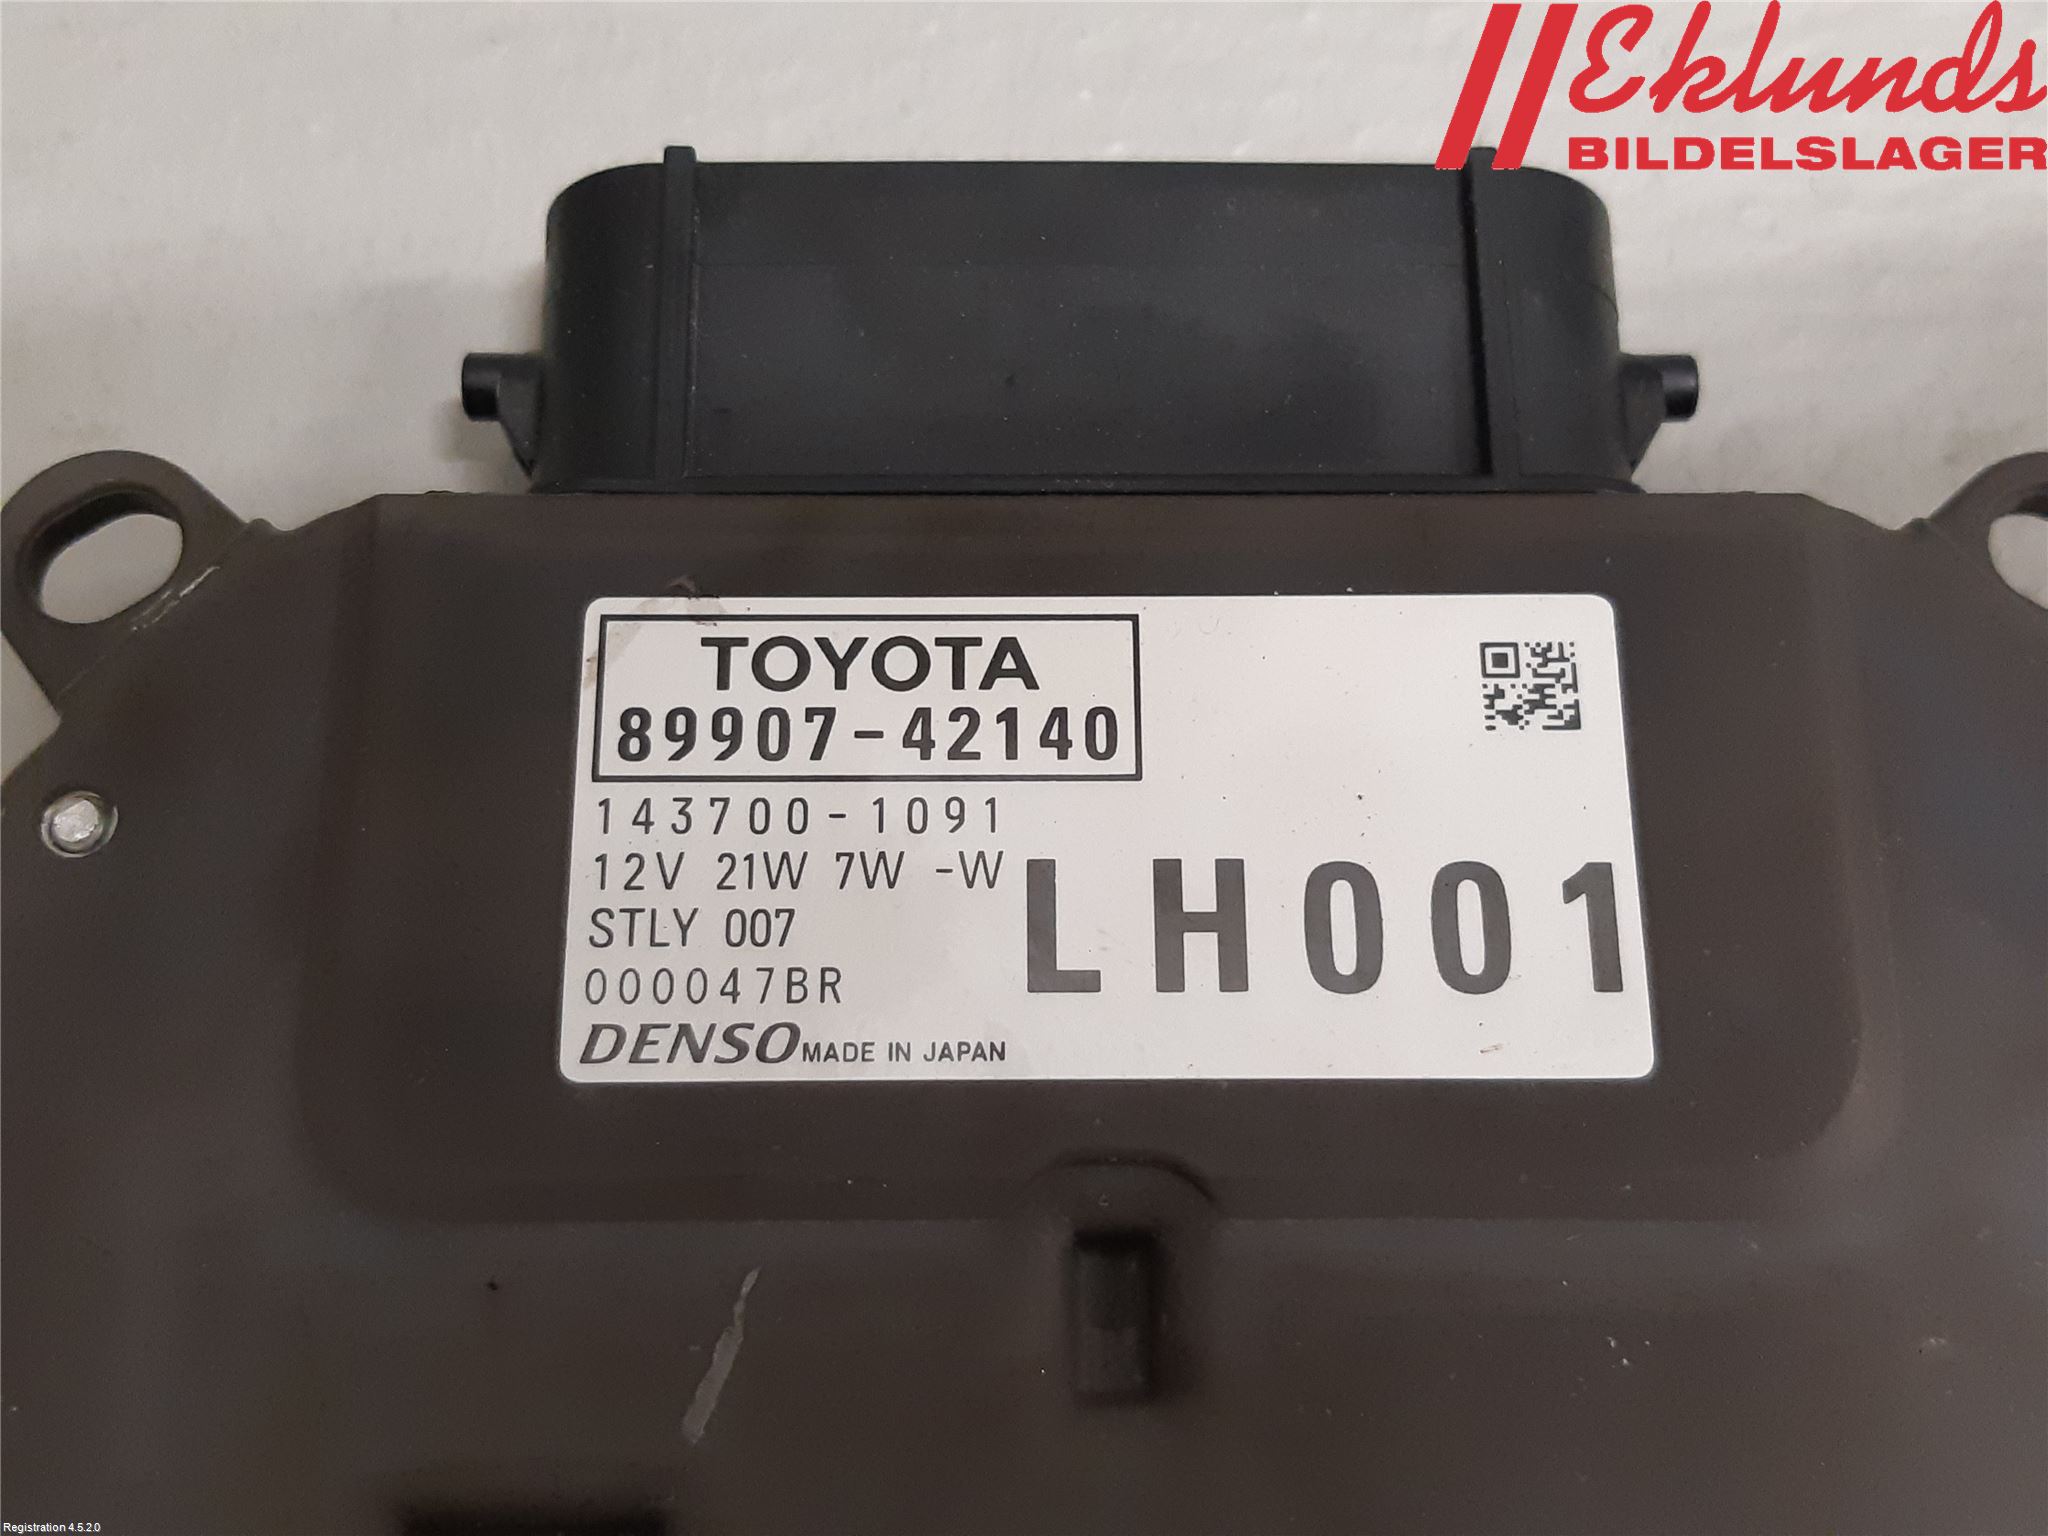 Eklunds
BILDELSLAGER
TOYOTA
89907-42140
143700-1091
12V 21W 7W -W
STLY 007
000047BR
LH001
DENSO MADE IN JAPAN
Registration 4.5.2.0